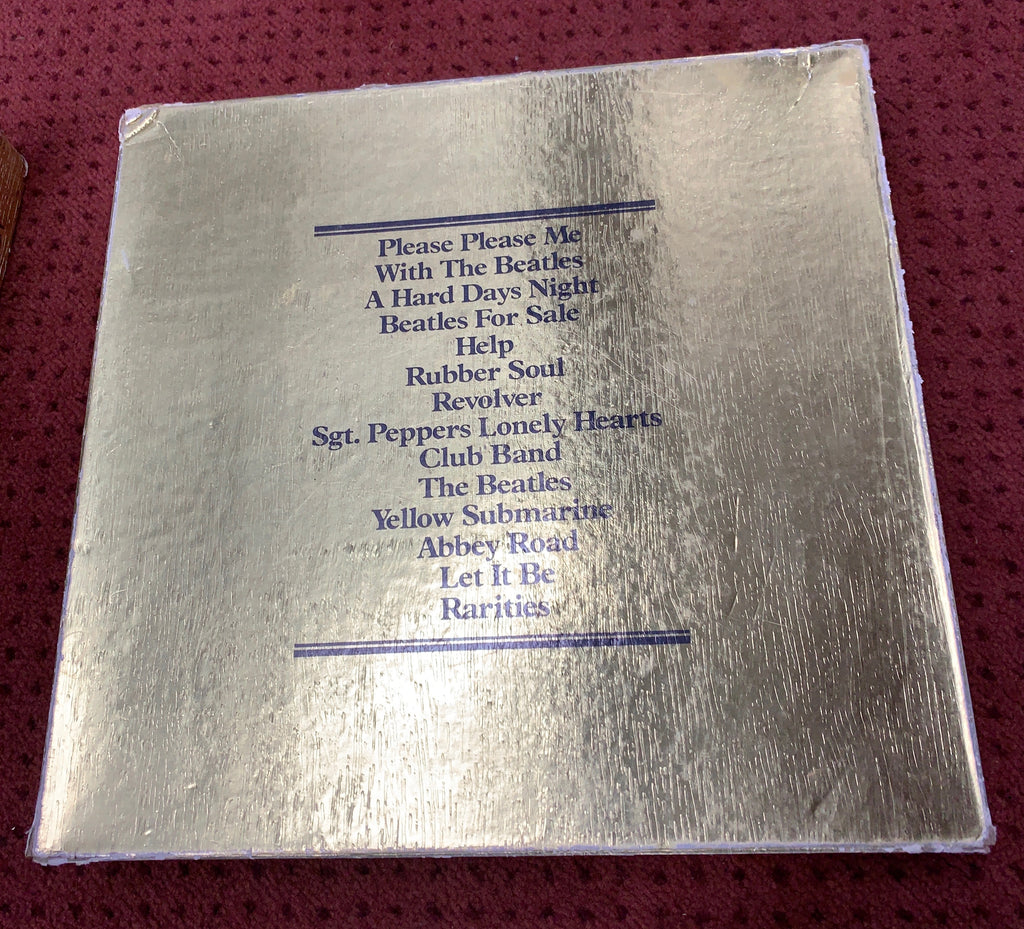 Please Please Me
With The Beatles
A Hard Days Night
Beatles For Sale
Help
Rubber Soul
Revolver
Sgt. Peppers Lonely Hearts
Club Band
The Beatles
Yellow Submarine
Abbey Road
Let It Be
Rarities